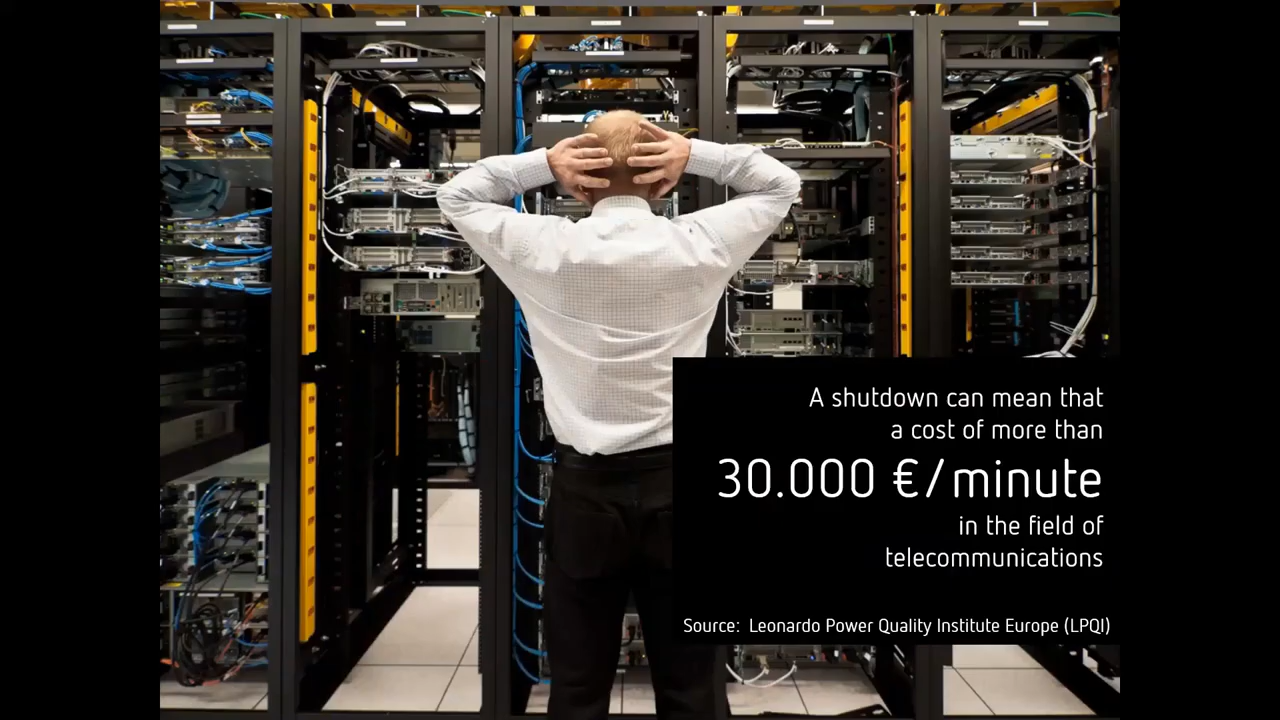 A shutdown can mean that
a cost of more than
30.000 €/minute
in the field of
telecommunications
Source: Leonardo Power Quality Institute Europe (LPQI)